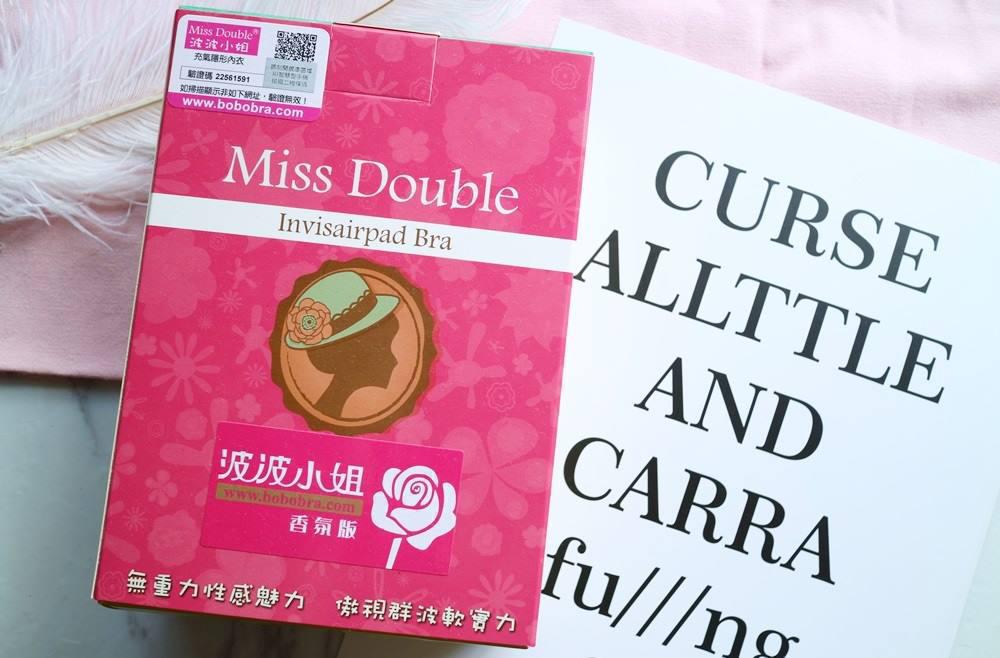 Miss Double®
波波小姐
充氣隱形內衣
驗證碼 22561591
如掃描顯示非如下網址，驗證無效！
www.bobobra.com
Miss Double
Invisairpad Bra
波波小姐
www.bobobra.com
香氛版
無重力性感魅力 傲視群波軟實力
CURSE
ALLTTLE
AND
CARRA
fu///ng